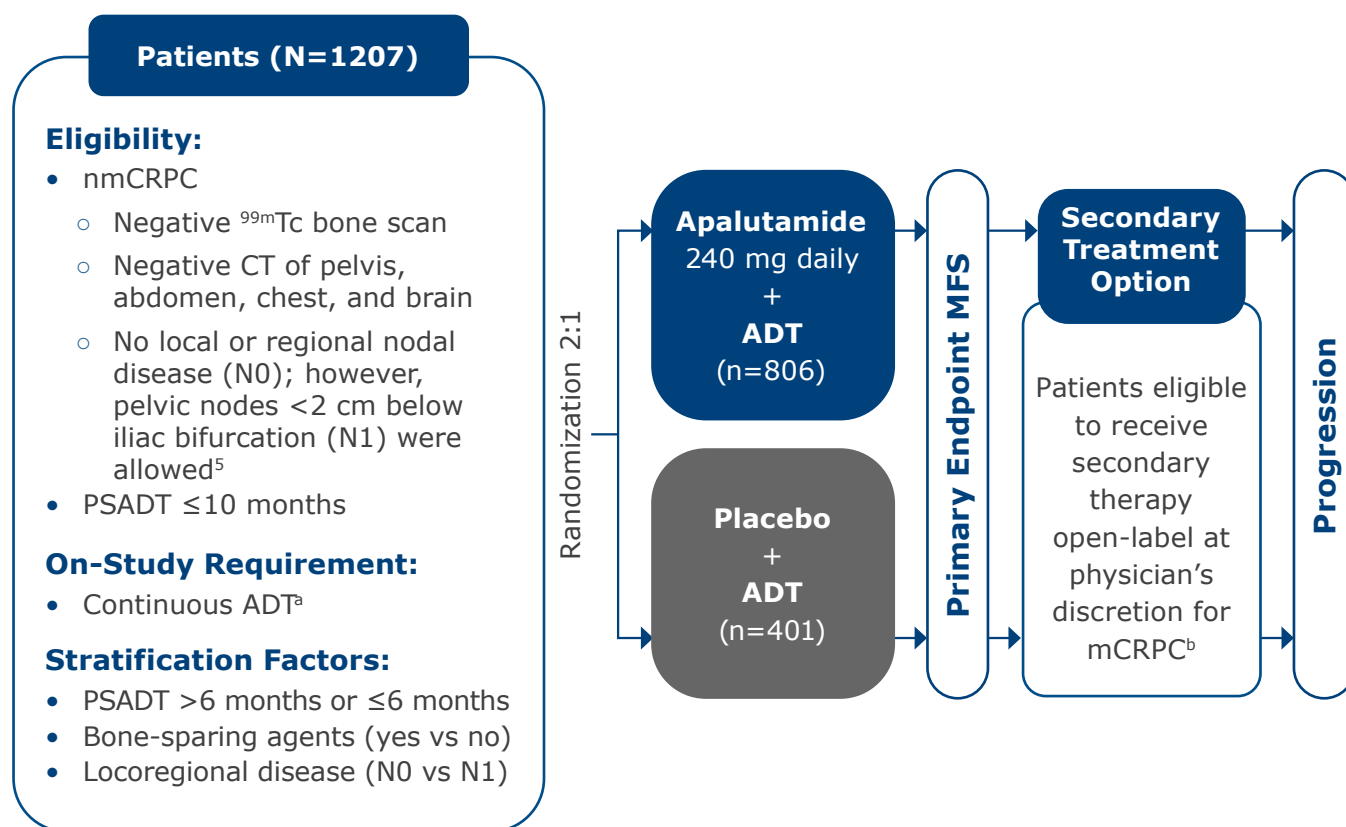 Patients (N=1207)
Eligibility:
• nmCRPC
○ Negative ⁹⁹ᵐTc bone scan
○ Negative CT of pelvis,
abdomen, chest, and brain
○ No local or regional nodal
disease (N0); however,
pelvic nodes <2 cm below
iliac bifurcation (N1) were
allowed⁵
• PSADT ≤10 months
On-Study Requirement:
• Continuous ADTᵃ
Stratification Factors:
• PSADT >6 months or ≤6 months
• Bone-sparing agents (yes vs no)
• Locoregional disease (N0 vs N1)
Randomization 2:1
Apalutamide
240 mg daily
+
ADT
(n=806)
Placebo
+
ADT
(n=401)
Primary Endpoint MFS
Secondary
Treatment
Option
Patients eligible
to receive
secondary
therapy
open-label at
physician’s
discretion for
mCRPCᵇ
Progression